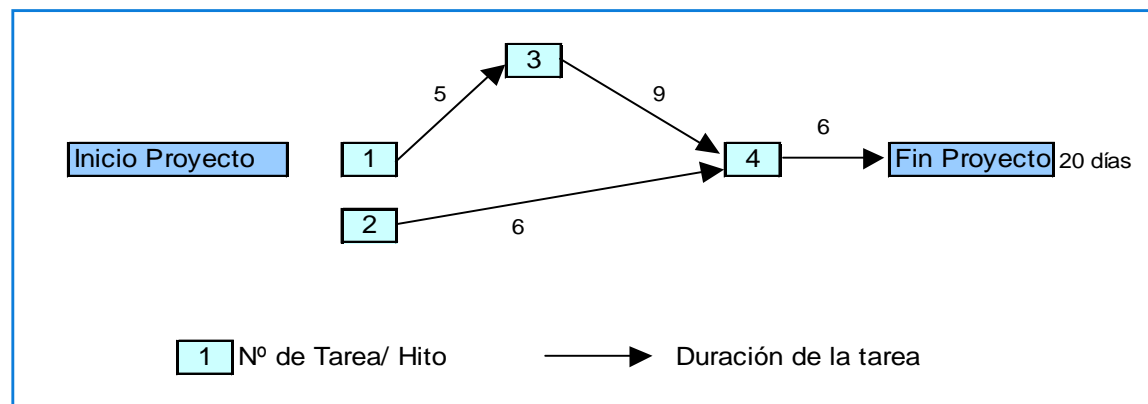 3
5
9
6
Inicio Proyecto
1
4
Fin Proyecto 20 días
2
6
1 Nº de Tarea/ Hito
Duración de la tarea